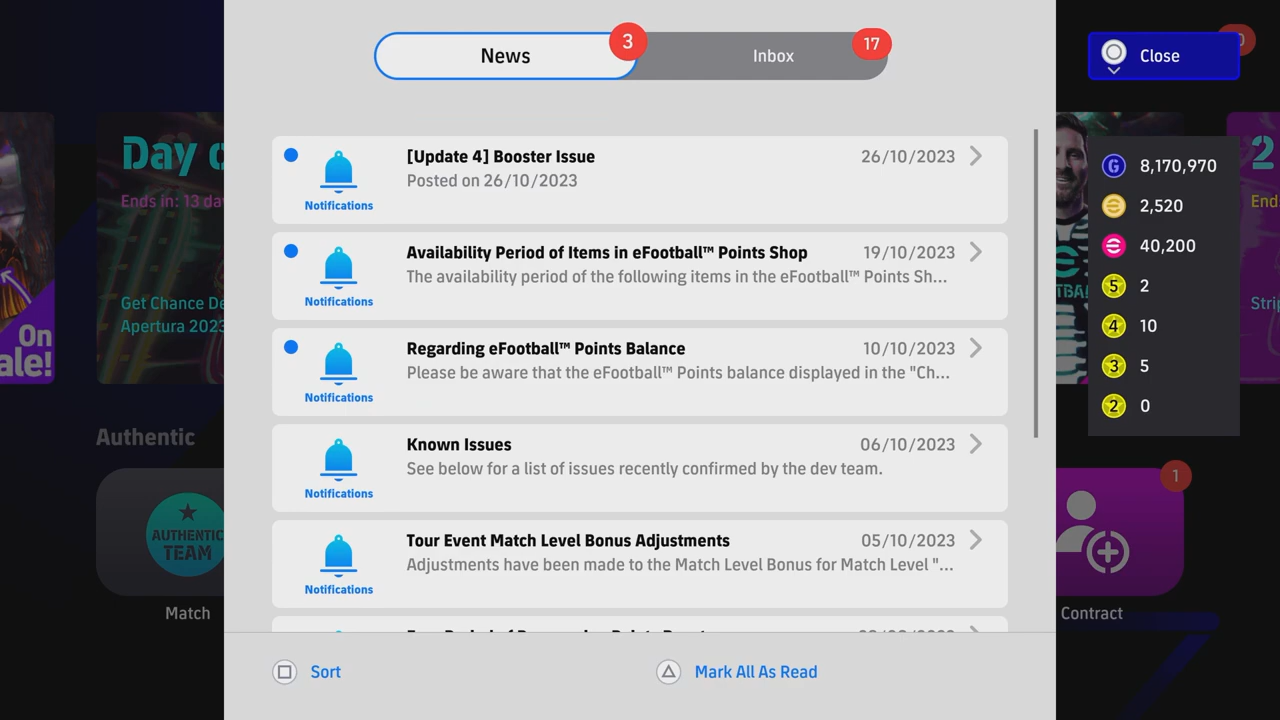 News
3
Inbox
17
Close
[Update 4] Booster Issue
26/10/2023
Posted on 26/10/2023
Notifications
Availability Period of Items in eFootball™ Points Shop
19/10/2023
The availability period of the following items in the eFootball™ Points Sh...
Notifications
Regarding eFootball™ Points Balance
10/10/2023
Please be aware that the eFootball™ Points balance displayed in the "Ch...
Notifications
Known Issues
06/10/2023
See below for a list of issues recently confirmed by the dev team.
Notifications
Tour Event Match Level Bonus Adjustments
05/10/2023
Adjustments have been made to the Match Level Bonus for Match Level "...
Notifications
Sort
Mark All As Read
G 8,170,970
2,520
40,200
5 2
4 10
3 5
2 0
Day
Ends in: 13
Get Chance
Apertura 2023
On
2
Authentic
AUTHENTIC
TEAM
Match
1
Contract